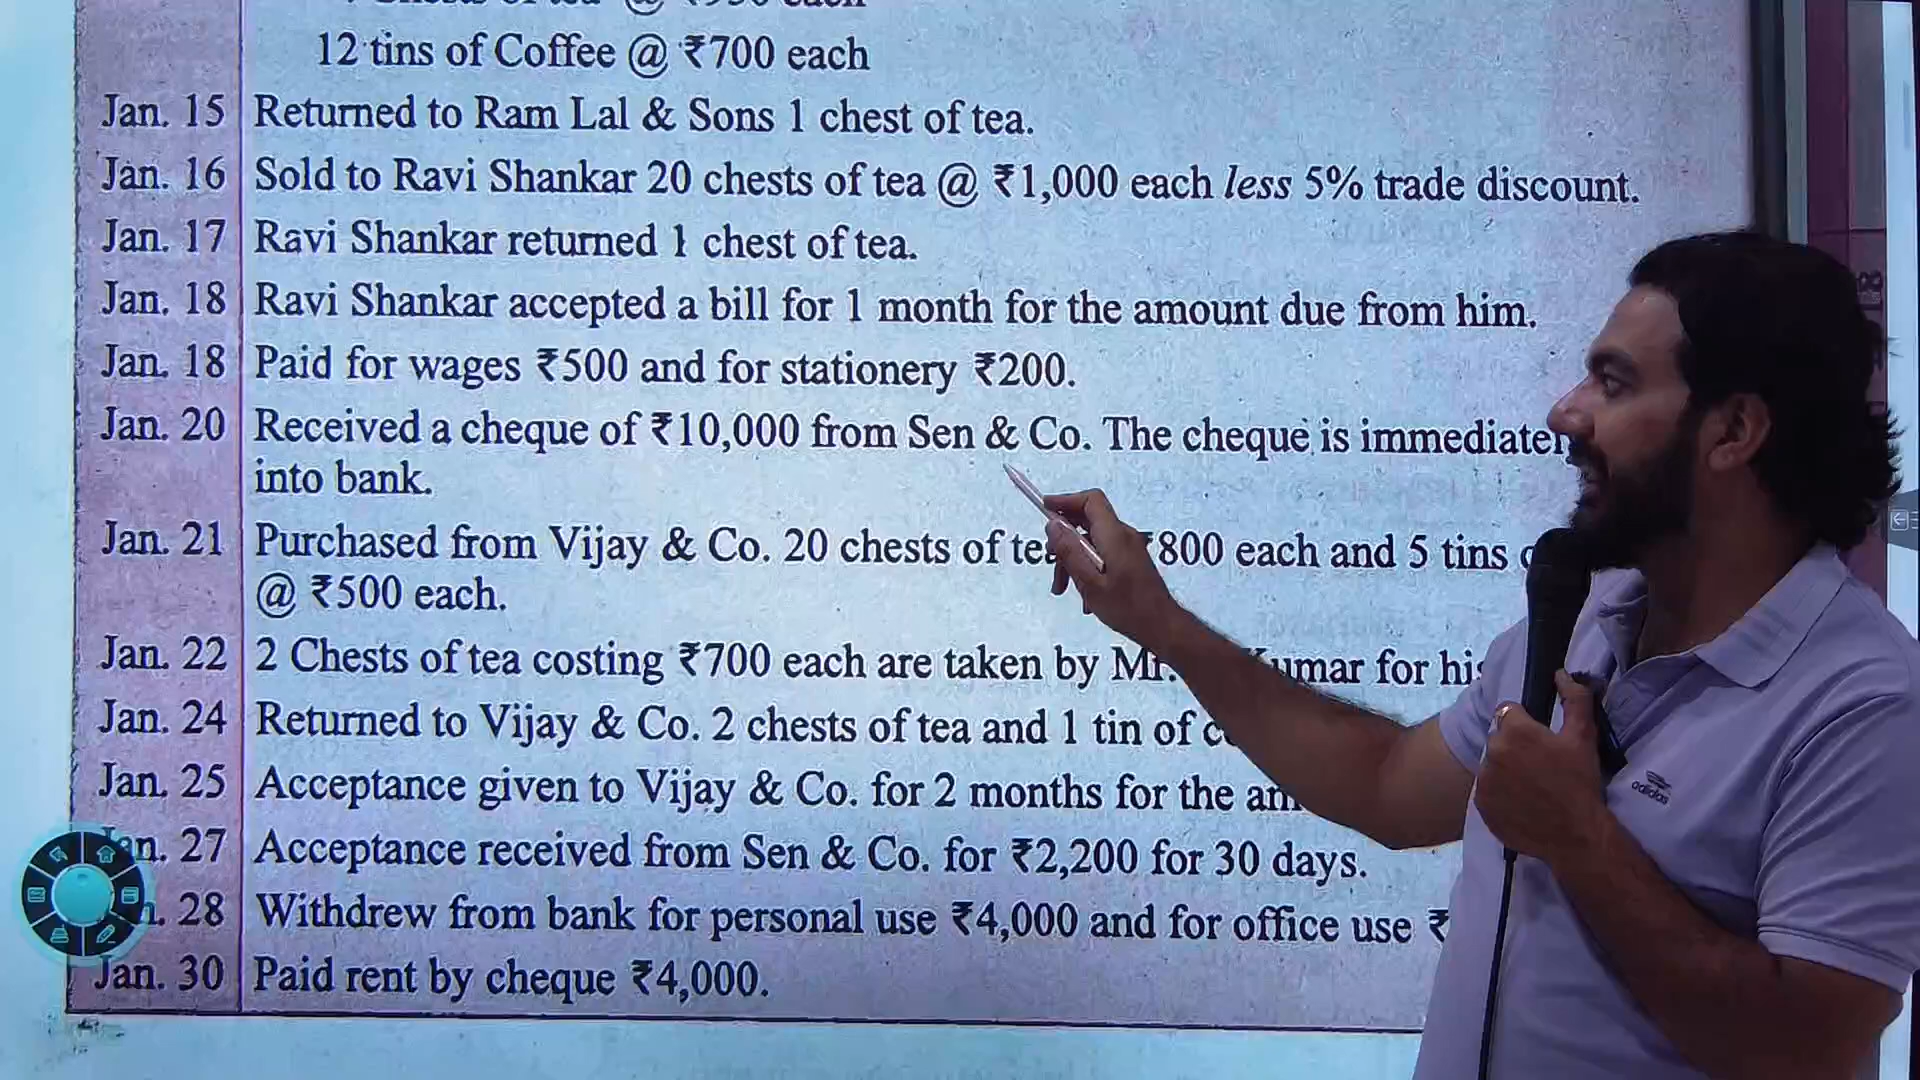 12 tins of Coffee @ ₹700 each
Jan. 15 Returned to Ram Lal & Sons 1 chest of tea.
Jan. 16 Sold to Ravi Shankar 20 chests of tea @ ₹1,000 each less 5% trade discount.
Jan. 17 Ravi Shankar returned 1 chest of tea.
Jan. 18 Ravi Shankar accepted a bill for 1 month for the amount due from him.
Jan. 18 Paid for wages ₹500 and for stationery ₹200.
Jan. 20 Received a cheque of ₹10,000 from Sen & Co. The cheque is
into bank.
Jan. 21 Purchased from Vijay & Co. 20 chests of ₹800 each and 5 tins
@ ₹500 each.
Jan. 22 2 Chests of tea costing ₹700 each are taken by Mr. for
Jan. 24 Returned to Vijay & Co. 2 chests of tea and 1 tin of
Jan. 25 Acceptance given to Vijay & Co. for 2 months for the
27 Acceptance received from Sen & Co. for ₹2,200 for 30 days.
28 Withdrew from bank for personal use ₹4,000 and for office use ₹
Jan. 30 Paid rent by cheque ₹4,000.
adidas